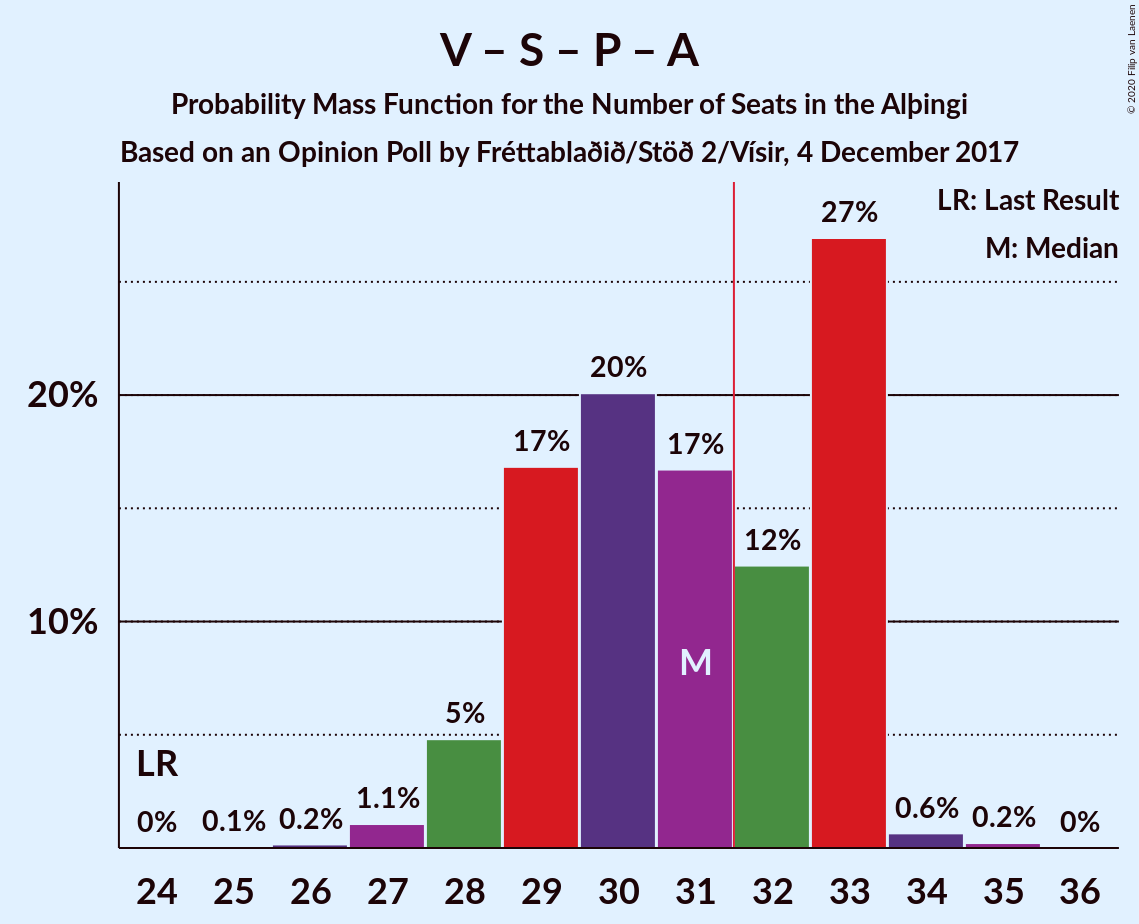 V – S – P – A
Probability Mass Function for the Number of Seats in the Alþingi
Based on an Opinion Poll by Fréttablaðið/Stöð 2/Vísir, 4 December 2017
© 2020 Filip van Laenen
LR: Last Result
M: Median
27%
20%
20%
17%
17%
12%
10%
5%
LR
0%
0.1%
0.2%
1.1%
0.6%
0.2%
0%
M
24 25 26 27 28 29 30 31 32 33 34 35 36